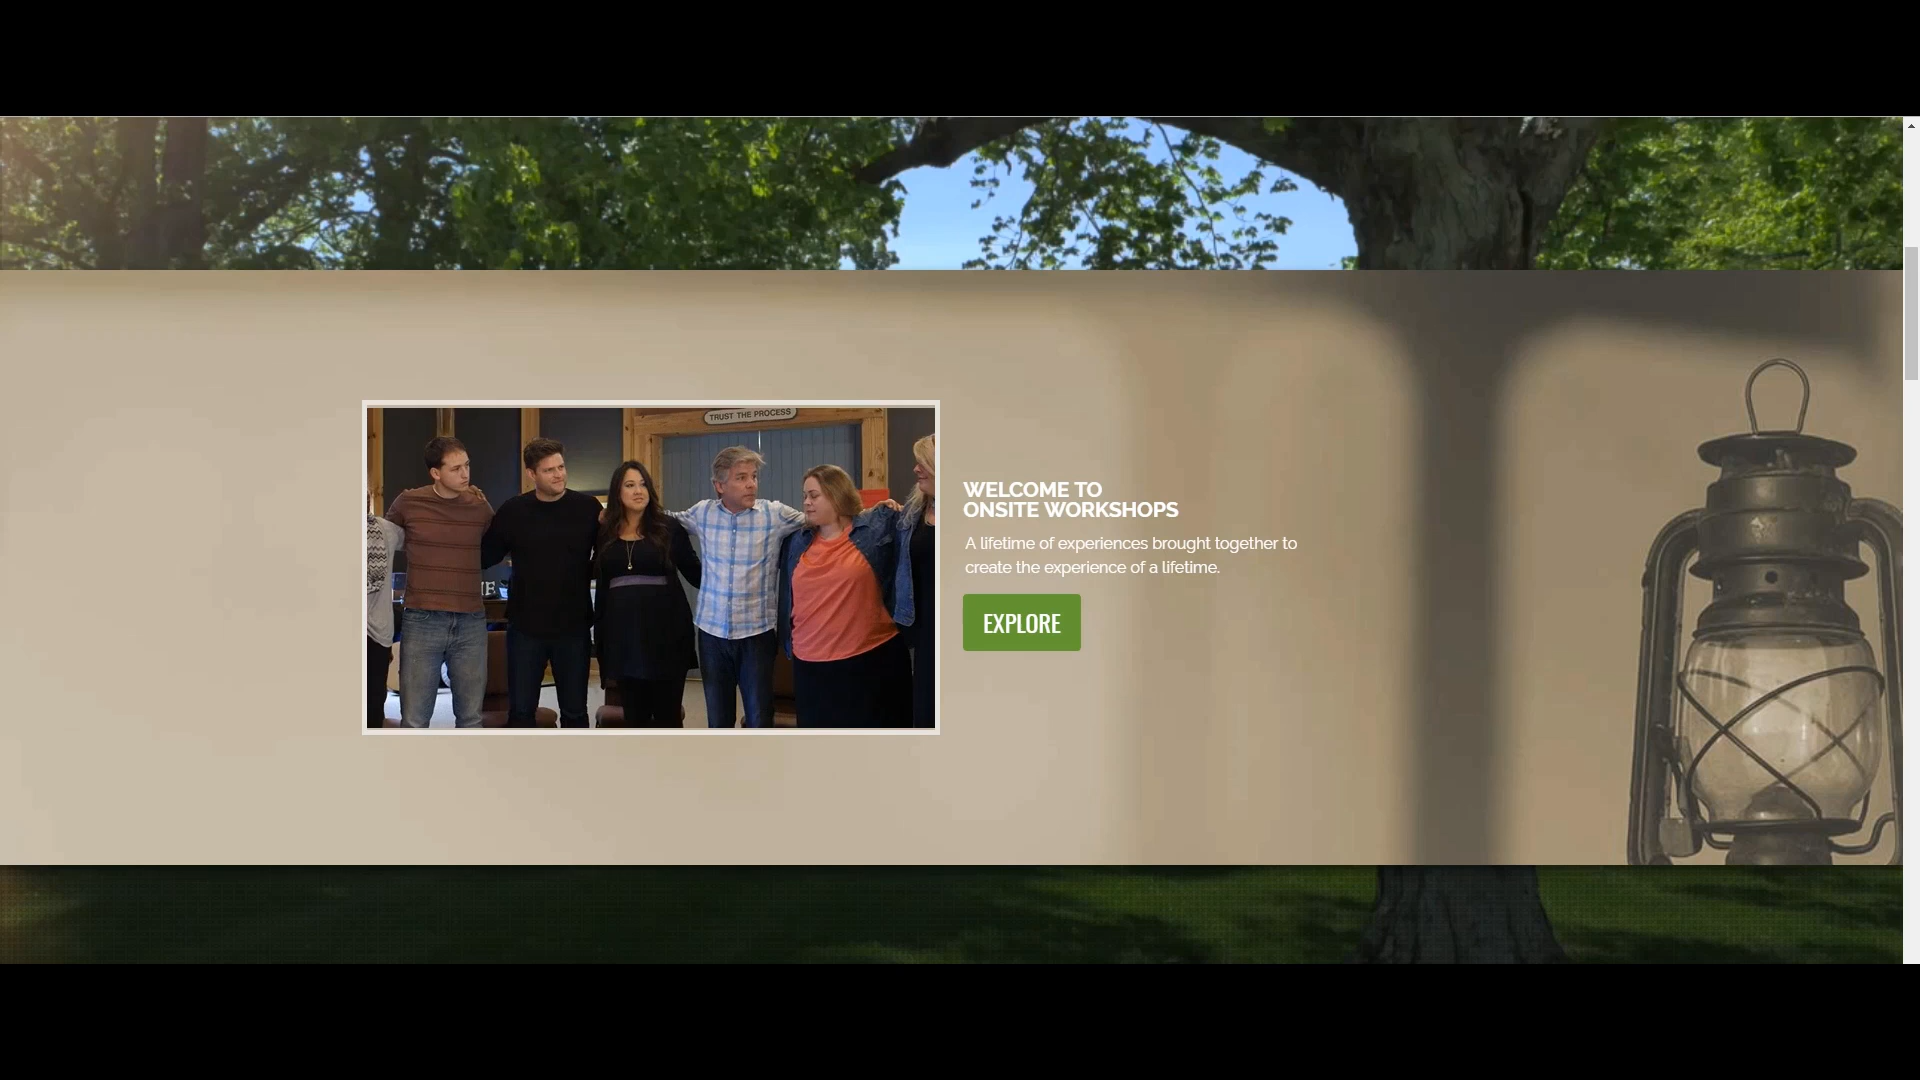 TRUST THE PROCESS
WELCOME TO
ONSITE WORKSHOPS
A lifetime of experiences brought together to
create the experience of a lifetime.
EXPLORE